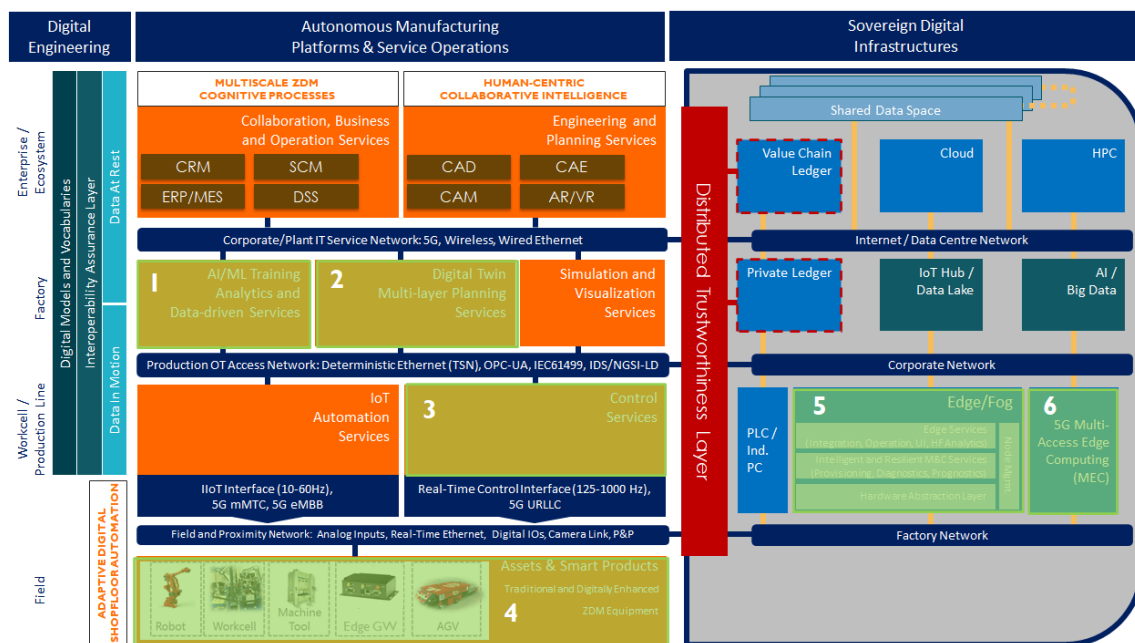 Digital
Engineering
Autonomous Manufacturing
Platforms & Service Operations
Sovereign Digital
Infrastructures
Enterprise /
Ecosystem
Factory
Workcell /
Production Line
Field
Digital Models and Vocabularies
Interoperability Assurance Layer
Data At Rest
Data In Motion
ADAPTIVE DIGITAL
SHOPFLOOR AUTOMATION
MULTISCALE ZDM
COGNITIVE PROCESSES
HUMAN-CENTRIC
COLLABORATIVE INTELLIGENCE
Collaboration, Business
and Operation Services
CRM
SCM
ERP/MES
DSS
Engineering and
Planning Services
CAD
CAE
CAM
AR/VR
Corporate/Plant IT Service Network: 5G, Wireless, Wired Ethernet
1
AI/ML Training
Analytics and
Data-driven Services
2
Digital Twin
Multi-layer Planning
Services
Simulation and
Visualization
Services
Production OT Access Network: Deterministic Ethernet (TSN), OPC-UA, IEC61499, IDS/NGSI-LD
IoT
Automation
Services
3
Control
Services
IIoT Interface (10-60Hz),
5G mMTC, 5G eMBB
Real-Time Control Interface (125-1000 Hz),
5G URLLC
Field and Proximity Network: Analog Inputs, Real-Time Ethernet, Digital IOs, Camera Link, P&P
Assets & Smart Products
Traditional and Digitally Enhanced
ZDM Equipment
4
Robot
Workcell
Machine
Tool
Edge GW
AGV
Distributed Trustworthiness Layer
Shared Data Space
Value Chain
Ledger
Cloud
HPC
Internet / Data Centre Network
Private Ledger
IoT Hub /
Data Lake
AI /
Big Data
Corporate Network
PLC /
Ind.
PC
5
Edge/Fog
Edge Services
(Integration, Operation, UI, HF Analytics)
Intelligent and Resilient M&C Services
(Provisioning, Diagnostics, Prognostics)
Hardware Abstraction Layer
Node Mgmt
6
5G Multi-
Access Edge
Computing
(MEC)
Factory Network